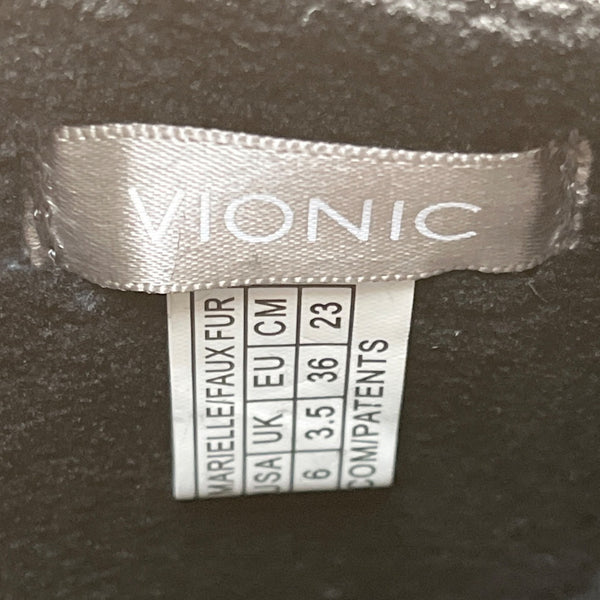 VIONIC
MARIELLE/FAUX FUR
USA UK EU CM
6 3.5 36 23
COM/PATENTS